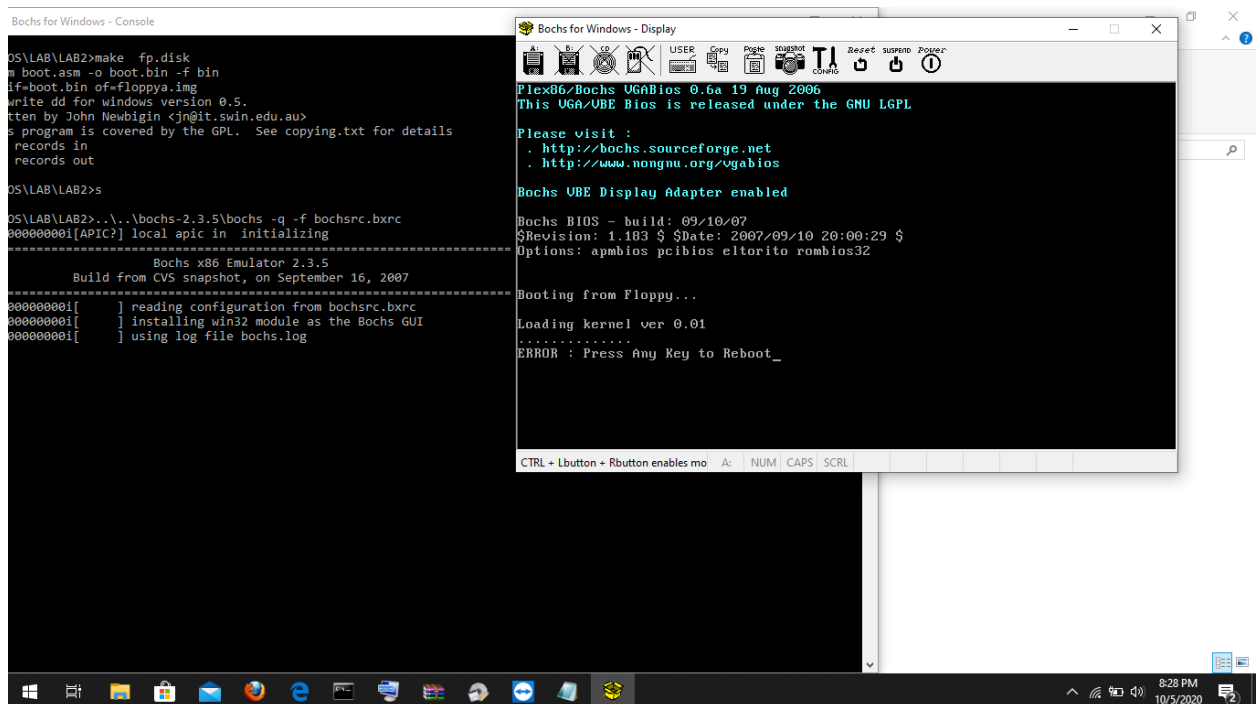 Bochs for Windows - Console
OS\LAB\LAB2>make fp.disk
m boot.asm -o boot.bin -f bin
if=boot.bin of=floppya.img
write dd for windows version 0.5.
tten by John Newbigin <jn@it.swin.edu.au>
s program is covered by the GPL.  See copying.txt for details
records in
records out
OS\LAB\LAB2>s
OS\LAB\LAB2>..\..\bochs-2.3.5\bochs -q -f bochsrc.bxrc
00000000i[APIC?] local apic in  initializing
========================================================================
Bochs x86 Emulator 2.3.5
Build from CVS snapshot, on September 16, 2007
========================================================================
00000000i[     ] reading configuration from bochsrc.bxrc
00000000i[     ] installing win32 module as the Bochs GUI
00000000i[     ] using log file bochs.log
Bochs for Windows - Display
A: B: CD USER Copy Paste snapshot CONFIG Reset SUSPEND Power
Plex86/Bochs VGABios 0.6a 19 Aug 2006
This VGA/VBE Bios is released under the GNU LGPL
Please visit :
. http://bochs.sourceforge.net
. http://www.nongnu.org/vgabios
Bochs VBE Display Adapter enabled
Bochs BIOS - build: 09/10/07
$Revision: 1.183 $ $Date: 2007/09/10 20:00:29 $
Options: apmbios pcibios eltorito rombios32
Booting from Floppy...
Loading kernel ver 0.01
..............
ERROR : Press Any Key to Reboot_
CTRL + Lbutton + Rbutton enables mo A: NUM CAPS SCRL
8:28 PM
10/5/2020
2